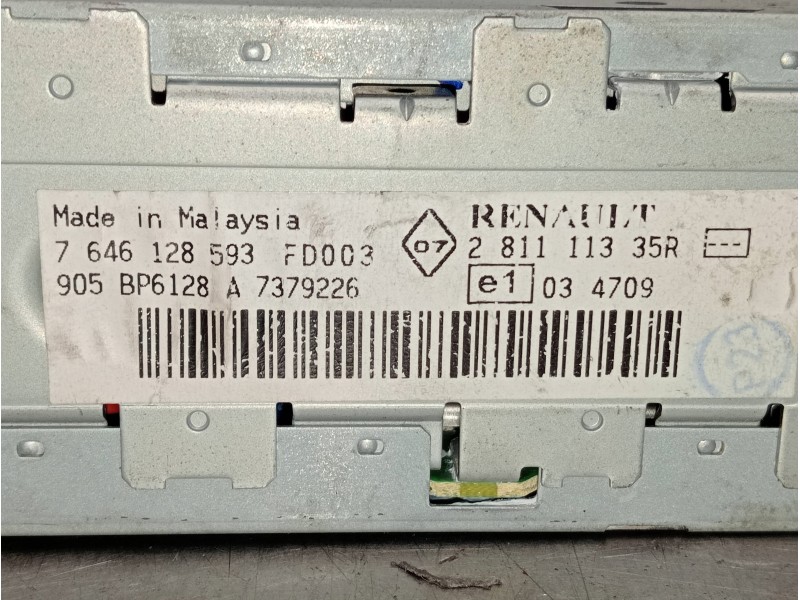 Made in Malaysia
7 646 128 593 FD003
905 BP6128 A 7379226
07
RENAULT
2 811 113 35R
---
e1 03 4709
P23